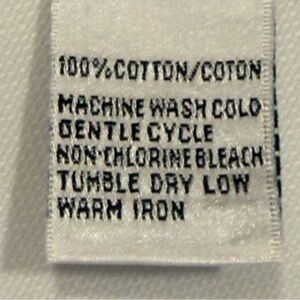 100% COTTON/COTON
MACHINE WASH COLD
GENTLE CYCLE
NON-CHLORINE BLEACH
TUMBLE DRY LOW
WARM IRON